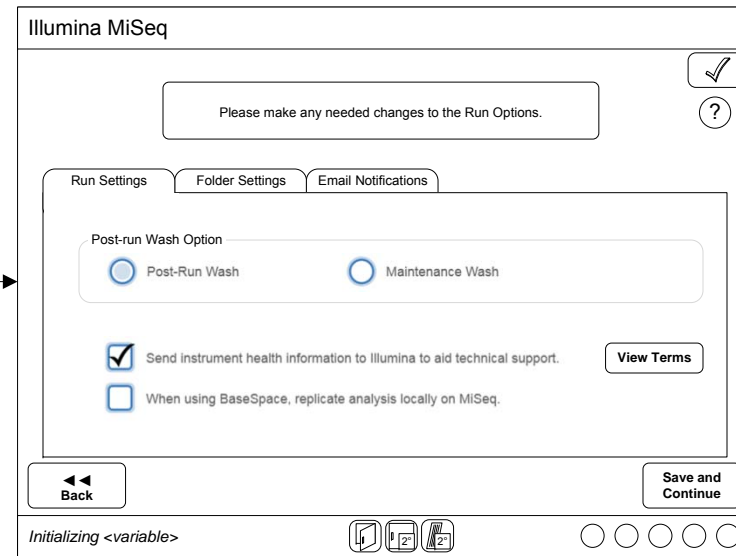 Illumina MiSeq
?
Please make any needed changes to the Run Options.
Run Settings
Folder Settings
Email Notifications
Post-run Wash Option
Post-Run Wash
Maintenance Wash
Send instrument health information to Illumina to aid technical support.
View Terms
When using BaseSpace, replicate analysis locally on MiSeq.
Back
Save and
Continue
Initializing <variable>
2°
2°